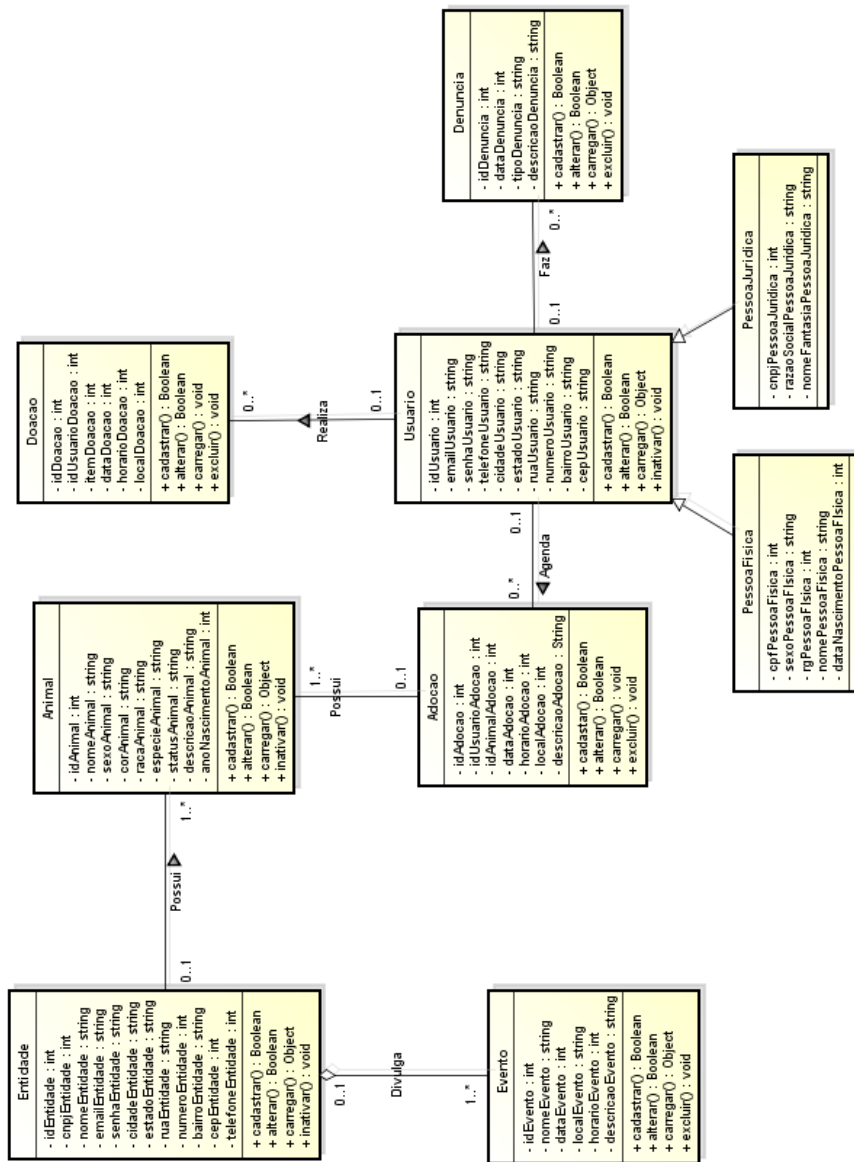 Entidade
- idEntidade : int
- cnpjEntidade : int
- nomeEntidade : string
- emailEntidade : string
- senhaEntidade : string
- cidadeEntidade : string
- estadoEntidade : string
- ruaEntidade : string
- numeroEntidade : int
- bairroEntidade : string
- cepEntidade : int
- telefoneEntidade : int
+ cadastrar() : Boolean
+ alterar() : Boolean
+ carregar() : Object
+ inativar() : void
0..1
Possui
1..*
Animal
- idAnimal : int
- nomeAnimal : string
- sexoAnimal : string
- corAnimal : string
- racaAnimal : string
- especieAnimal : string
- statusAnimal : string
- descricaoAnimal : string
- anoNascimentoAnimal : int
+ cadastrar() : Boolean
+ alterar() : Boolean
+ carregar() : Object
+ inativar() : void
Doacao
- idDoacao : int
- idUsuarioDoacao : int
- itemDoacao : int
- dataDoacao : int
- horarioDoacao : int
- localDoacao : int
+ cadastrar() : Boolean
+ alterar() : Boolean
+ carregar() : void
+ excluir() : void
0..1
Divulga
1..*
1..*
Possui
0..1
0..*
Realiza
0..1
Evento
- idEvento : int
- nomeEvento : string
- dataEvento : int
- localEvento : string
- horarioEvento : int
- descricaoEvento : string
+ cadastrar() : Boolean
+ alterar() : Boolean
+ carregar() : Object
+ excluir() : void
Adocao
- idAdocao : int
- idUsuarioAdocao : int
- idAnimalAdocao : int
- dataAdocao : int
- horarioAdocao : int
- localAdocao : int
- descricaoAdocao : String
+ cadastar() : Boolean
+ alterar() : Boolean
+ carregar() : void
+ excluir() : void
0..*
Agenda
0..1
Usuario
- idUsuario : int
- emailUsuario : string
- senhaUsuario : string
- telefoneUsuario : string
- cidadeUsuario : string
- estadoUsuario : string
- ruaUsuario : string
- numeroUsuario : string
- bairroUsuario : string
- cepUsuario : string
+ cadastrar() : Boolean
+ alterar() : Boolean
+ carregar() : Object
+ inativar() : void
0..1
Faz
0..*
Denuncia
- idDenuncia : int
- dataDenuncia : int
- tipoDenuncia : string
- descricaoDenuncia : string
+ cadastrar() : Boolean
+ alterar() : Boolean
+ carregar() : Object
+ excluir() : void
PessoaFisica
- cpfPessoaFisica : int
- sexoPessoaFIsica : string
- rgPessoaFIsica : int
- nomePessoaFisica : string
- dataNascimentoPessoaFIsica : int
PessoaJuridica
- cnpjPessoaJuridica : int
- razaoSocialPessoaJuridica : string
- nomeFantasiaPessoaJuridica : string